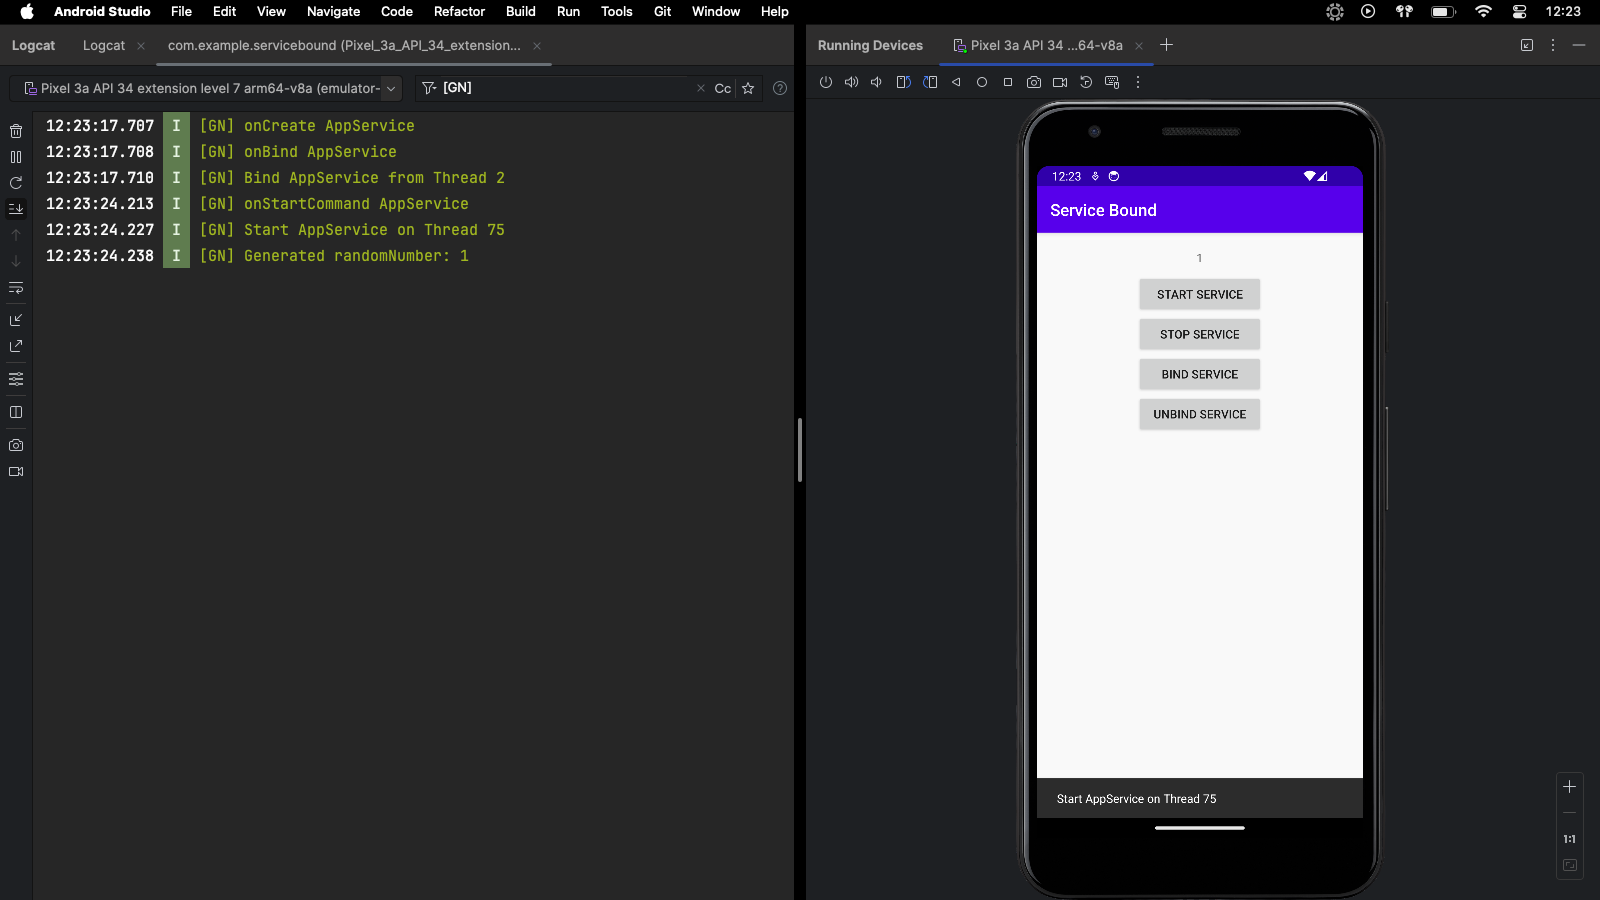 Android Studio File Edit View Navigate Code Refactor Build Run Tools Git Window Help 12:23
Logcat Logcat com.example.servicebound (Pixel_3a_API_34_extension...
Pixel 3a API 34 extension level 7 arm64-v8a (emulator- [GN] Cc
12:23:17.707 I [GN] onCreate AppService
12:23:17.708 I [GN] onBind AppService
12:23:17.710 I [GN] Bind AppService from Thread 2
12:23:24.213 I [GN] onStartCommand AppService
12:23:24.227 I [GN] Start AppService on Thread 75
12:23:24.238 I [GN] Generated randomNumber: 1
Running Devices Pixel 3a API 34 ...64-v8a
12:23
Service Bound
1
START SERVICE
STOP SERVICE
BIND SERVICE
UNBIND SERVICE
Start AppService on Thread 75
1:1